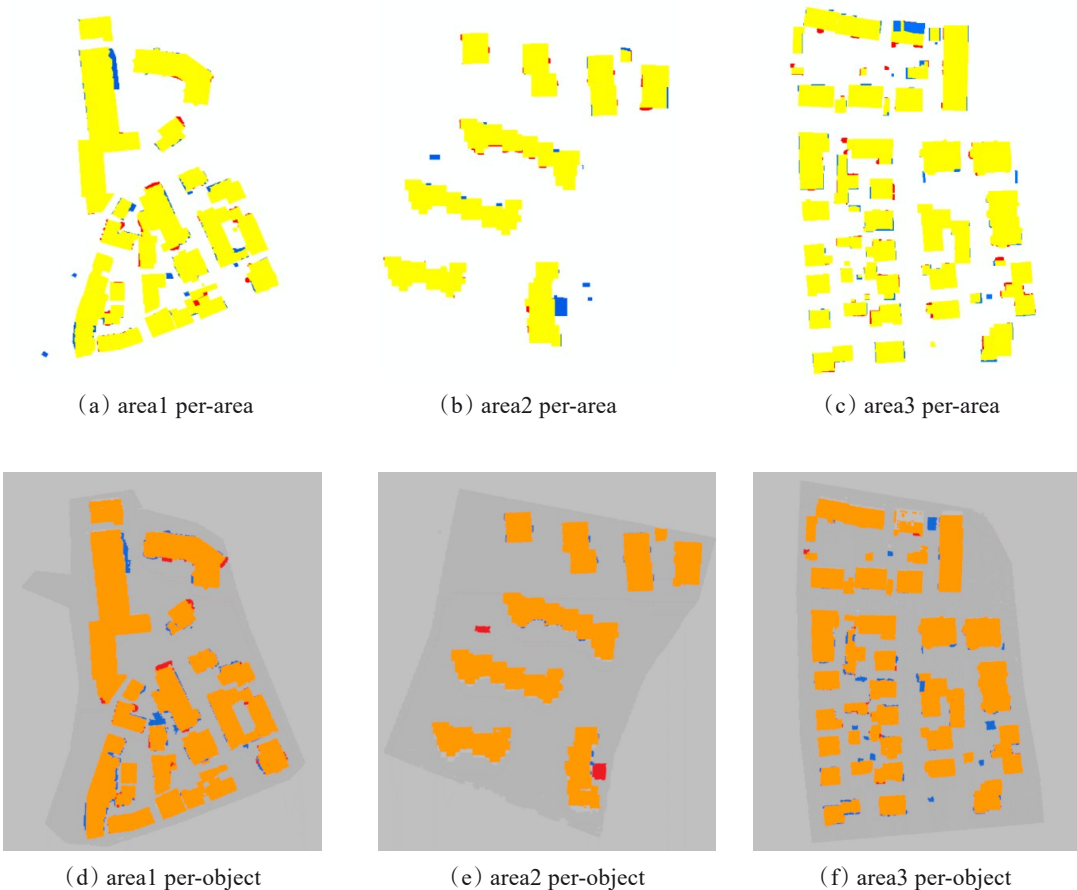 （a）area1 per-area
（b）area2 per-area
（c）area3 per-area
（d）area1 per-object
（e）area2 per-object
（f）area3 per-object